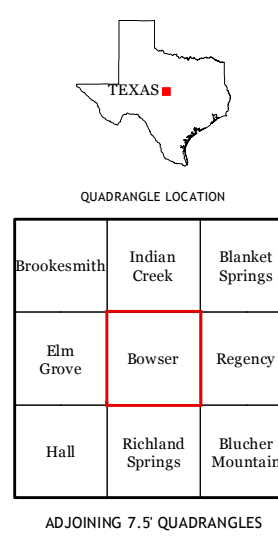 TEXAS
QUADRANGLE LOCATION
Brookesmith
Indian
Creek
Blanket
Springs
Elm
Grove
Bowser
Regency
Hall
Richland
Springs
Blucher
Mountain
ADJOINING 7.5' QUADRANGLES